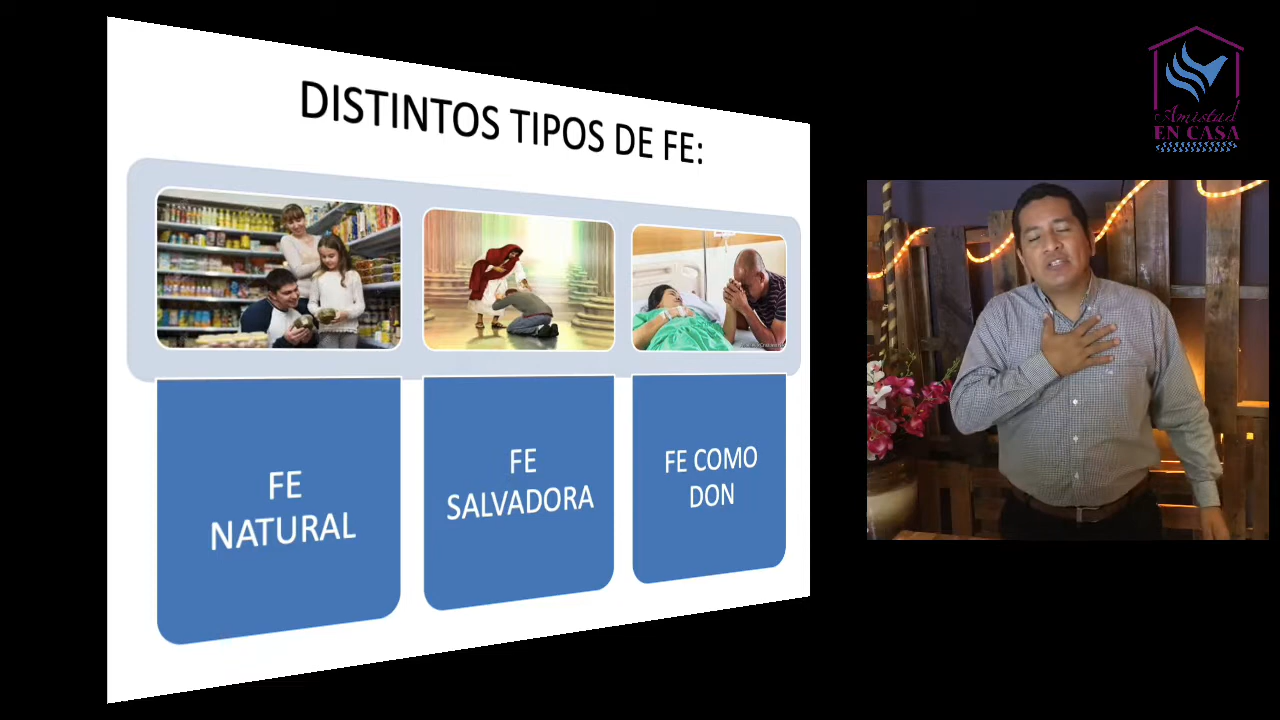 DISTINTOS TIPOS DE FE:
FE
NATURAL
FE
SALVADORA
FE COMO
DON
Amistad
EN CASA